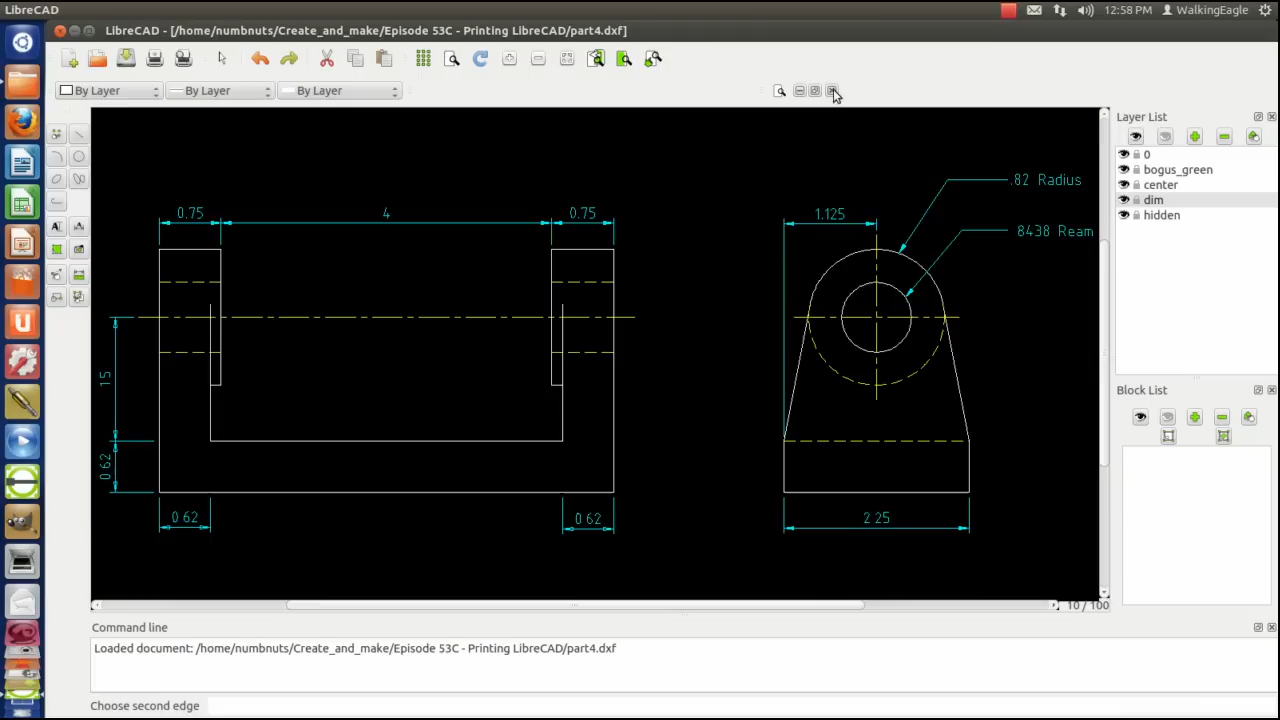 LibreCAD
12:58 PM
WalkingEagle
LibreCAD - [/home/numbnuts/Create_and_make/Episode 53C - Printing LibreCAD/part4.dxf]
By Layer
By Layer
By Layer
Layer List
0
bogus_green
center
dim
hidden
Block List
.82 Radius
8438 Ream
0.75
4
0.75
1.125
1 5
0 62
0 62
0 62
2 25
10 / 100
Command line
Loaded document: /home/numbnuts/Create_and_make/Episode 53C - Printing LibreCAD/part4.dxf
Choose second edge